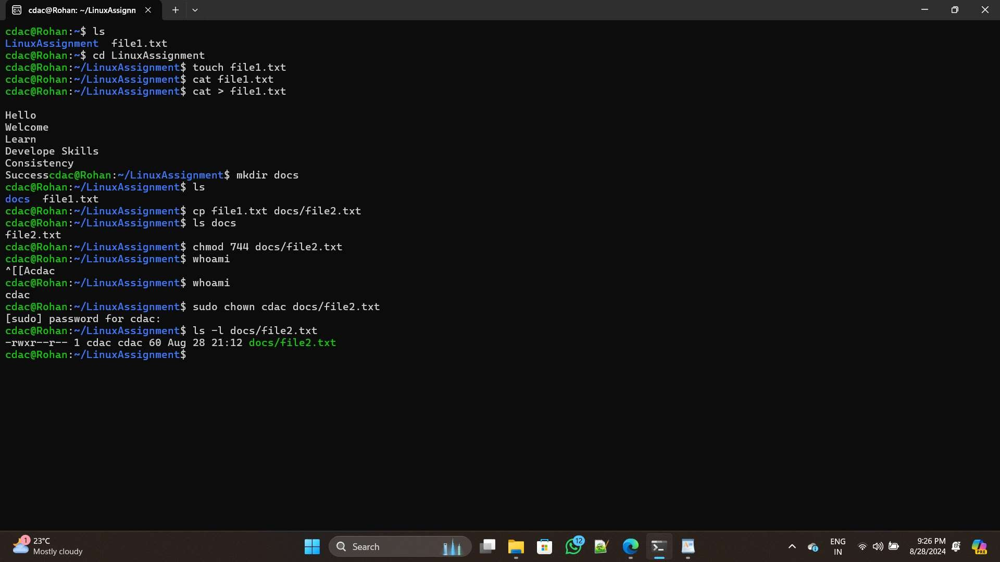 cdac@Rohan: ~/LinuxAssignn
cdac@Rohan:~$ ls
LinuxAssignment  file1.txt
cdac@Rohan:~$ cd LinuxAssignment
cdac@Rohan:~/LinuxAssignment$ touch file1.txt
cdac@Rohan:~/LinuxAssignment$ cat file1.txt
cdac@Rohan:~/LinuxAssignment$ cat > file1.txt
Hello
Welcome
Learn
Develope Skills
Consistency
Successcdac@Rohan:~/LinuxAssignment$ mkdir docs
cdac@Rohan:~/LinuxAssignment$ ls
docs  file1.txt
cdac@Rohan:~/LinuxAssignment$ cp file1.txt docs/file2.txt
cdac@Rohan:~/LinuxAssignment$ ls docs
file2.txt
cdac@Rohan:~/LinuxAssignment$ chmod 744 docs/file2.txt
cdac@Rohan:~/LinuxAssignment$ whoami
^[[Acdac
cdac@Rohan:~/LinuxAssignment$ whoami
cdac
cdac@Rohan:~/LinuxAssignment$ sudo chown cdac docs/file2.txt
[sudo] password for cdac:
cdac@Rohan:~/LinuxAssignment$ ls -l docs/file2.txt
-rwxr--r-- 1 cdac cdac 60 Aug 28 21:12 docs/file2.txt
cdac@Rohan:~/LinuxAssignment$
1
23°C
Mostly cloudy
Search
12
ENG
IN
9:26 PM
8/28/2024
PRE